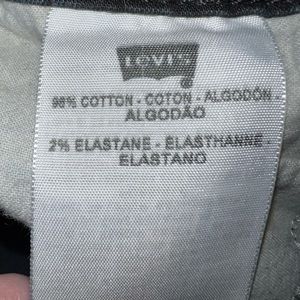 LEVI'S
®
98% COTTON - COTON - ALGODÓN -
ALGODÃO
2% ELASTANE - ELASTHANNE -
ELASTANO